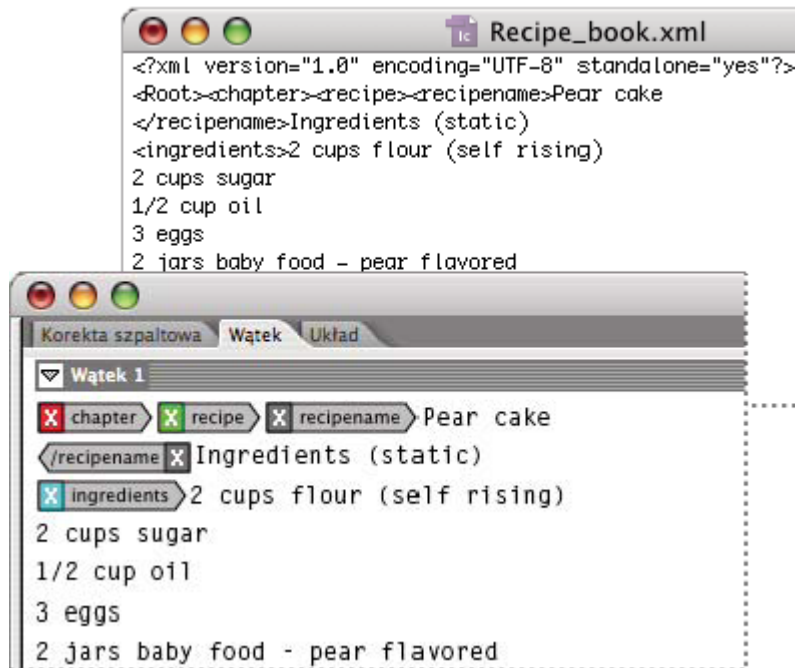 Recipe_book.xml
<?xml version="1.0" encoding="UTF-8" standalone="yes"?>
<Root><chapter><recipe><recipename>Pear cake
</recipename>Ingredients (static)
<ingredients>2 cups flour (self rising)
2 cups sugar
1/2 cup oil
3 eggs
2 jars baby food – pear flavored
Korekta szpaltowa Wątek Układ
Wątek 1
chapter recipe recipename Pear cake
/recipename Ingredients (static)
ingredients 2 cups flour (self rising)
2 cups sugar
1/2 cup oil
3 eggs
2 jars baby food - pear flavored